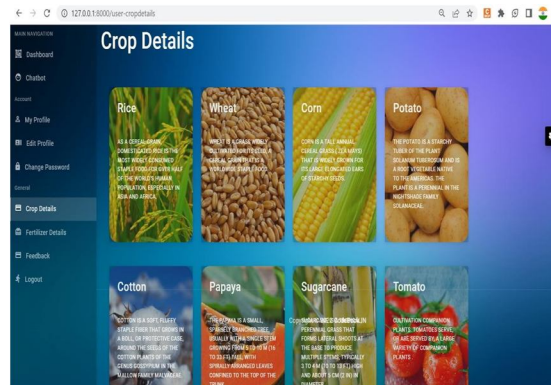 127.0.0.1:8000/user-cropdetails
MAIN NAVIGATION
Dashboard
Chatbot
Account
My Profile
Edit Profile
Change Password
General
Crop Details
Fertilizer Details
Feedback
Logout
Crop Details
Rice
AS A CEREAL GRAIN,
DOMESTICATED RICE IS THE
MOST WIDELY CONSUMED
STAPLE FOOD FOR OVER HALF
OF THE WORLD'S HUMAN
POPULATION, ESPECIALLY IN
ASIA AND AFRICA.
Wheat
WHEAT IS A GRASS WIDELY
CULTIVATED FOR ITS SEED, A
CEREAL GRAIN THAT IS A
WORLDWIDE STAPLE FOOD.
Corn
CORN IS A TALL ANNUAL
CEREAL GRASS (ZEA MAYS)
THAT IS WIDELY GROWN FOR
ITS LARGE ELONGATED EARS
OF STARCHY SEEDS.
Potato
THE POTATO IS A STARCHY
TUBER OF THE PLANT
SOLANUM TUBEROSUM AND IS
A ROOT VEGETABLE NATIVE
TO THE AMERICAS. THE
PLANT IS A PERENNIAL IN THE
NIGHTSHADE FAMILY
SOLANACEAE.
Cotton
COTTON IS A SOFT, FLUFFY
STAPLE FIBER THAT GROWS IN
A BOLL, OR PROTECTIVE CASE,
AROUND THE SEEDS OF THE
COTTON PLANTS OF THE
GENUS GOSSYPIUM IN THE
MALLOW FAMILY MALVACEAE.
Papaya
THE PAPAYA IS A SMALL,
SPARSELY BRANCHED TREE,
USUALLY WITH A SINGLE STEM
GROWING FROM 5 TO 10 M (16
TO 33 FT) TALL, WITH
SPIRALLY ARRANGED LEAVES
CONFINED TO THE TOP OF THE
TRUNK.
Sugarcane
PERENNIAL GRASS THAT
FORMS LATERAL SHOOTS AT
THE BASE TO PRODUCE
MULTIPLE STEMS, TYPICALLY
3 TO 4 M (10 TO 13 FT) HIGH
AND ABOUT 5 CM (2 IN) IN
DIAMETER.
Tomato
CULTIVATION COMPANION
PLANTS. TOMATOES SERVE,
OR ARE SERVED BY, A LARGE
VARIETY OF COMPANION
PLANTS.